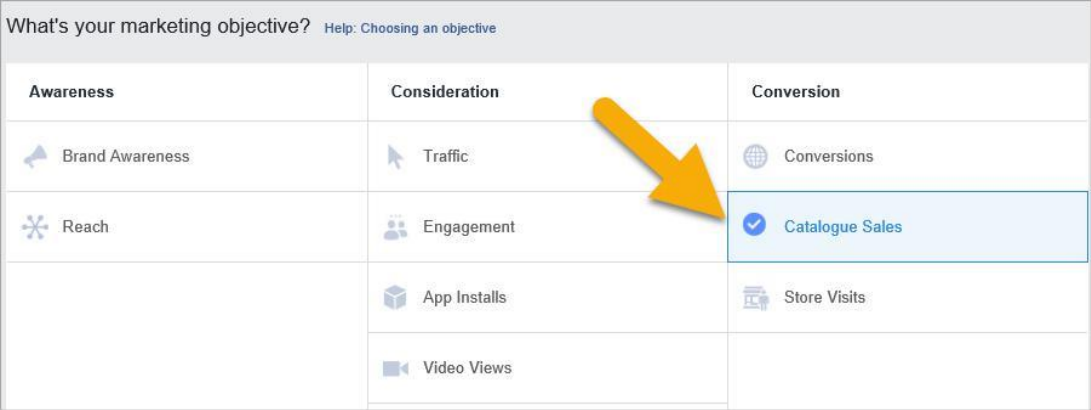 What's your marketing objective? Help: Choosing an objective
Awareness Consideration Conversion
Brand Awareness Traffic Conversions
Reach Engagement Catalogue Sales
App Installs Store Visits
Video Views